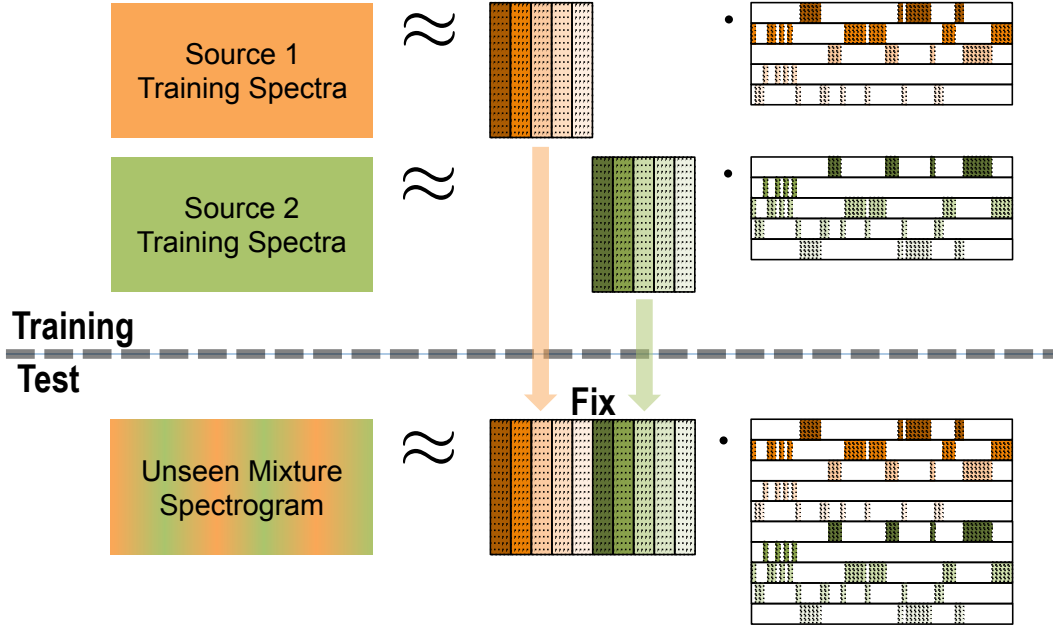 Source 1
Training Spectra
≈
•
Source 2
Training Spectra
≈
•
Training
Test
Fix
Unseen Mixture
Spectrogram
≈
•